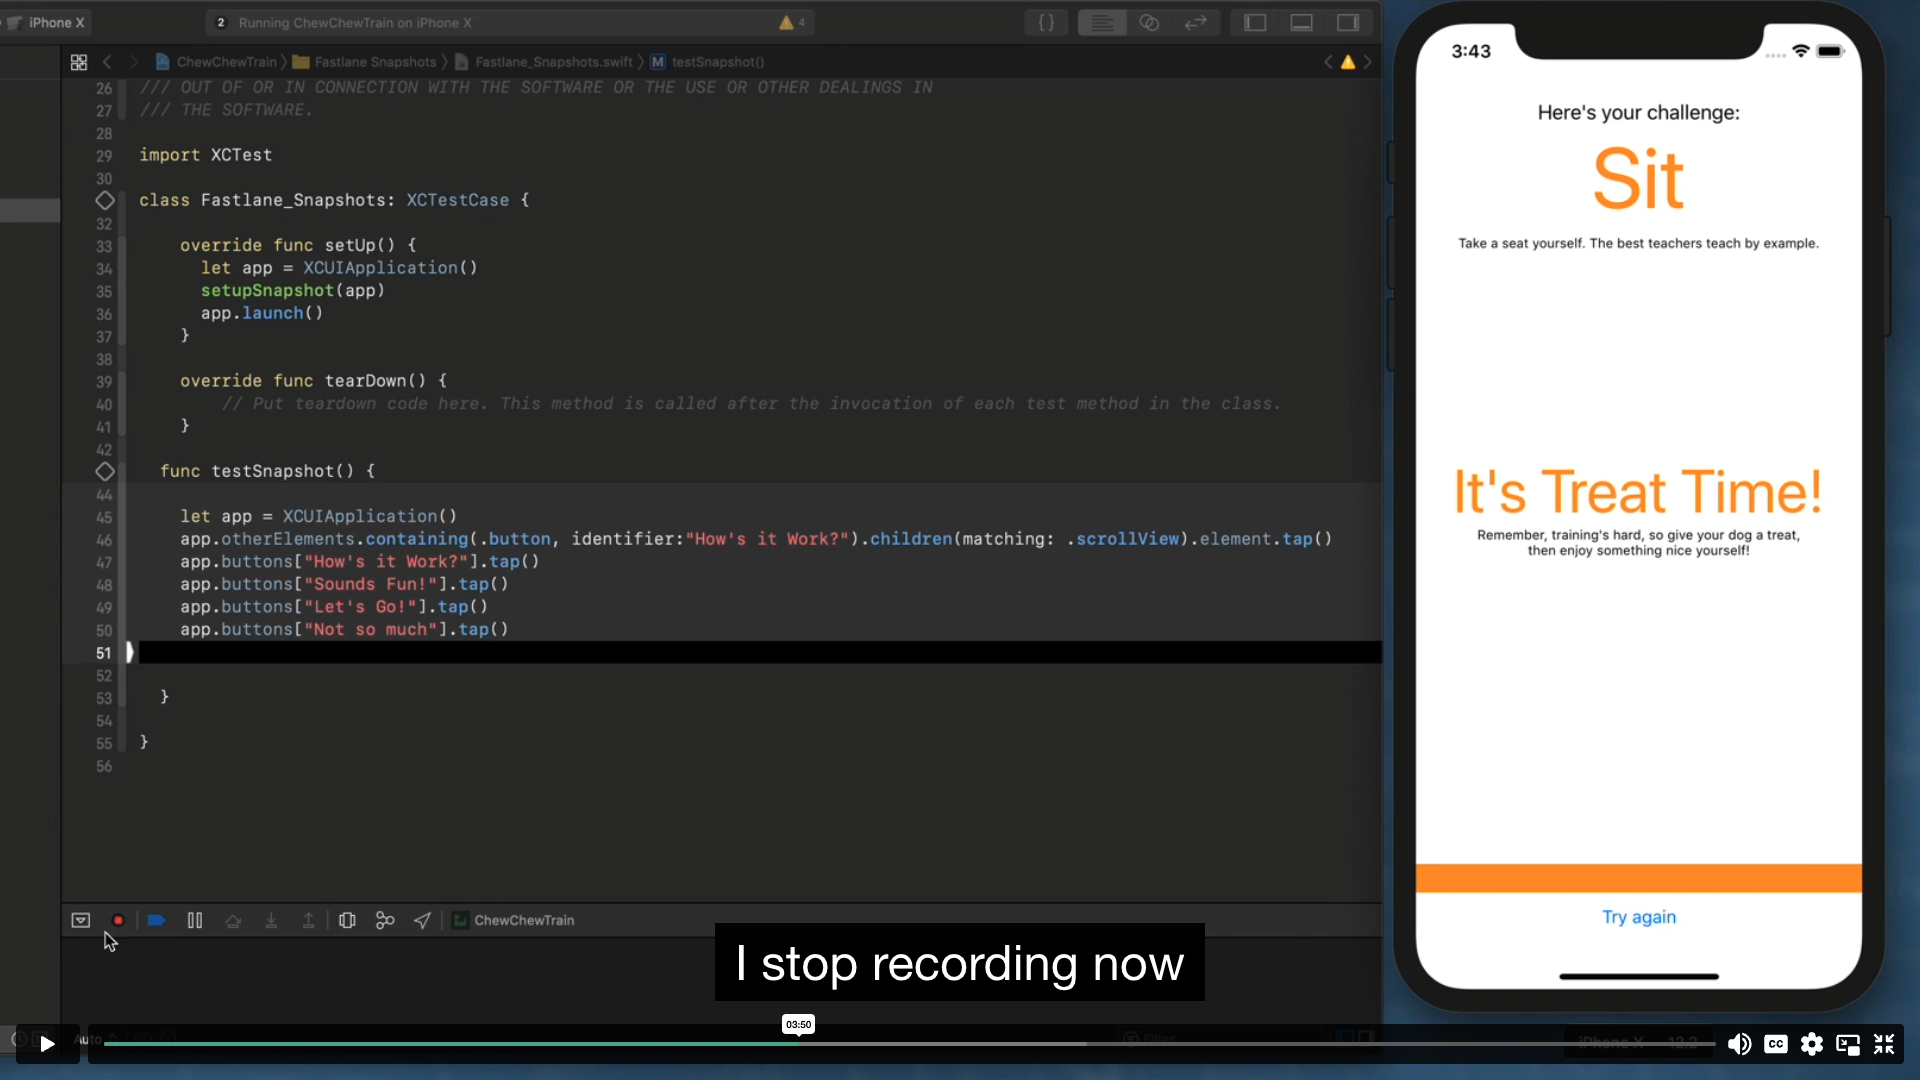 iPhone X
2 Running ChewChewTrain on iPhone X 4
ChewChewTrain Fastlane Snapshots Fastlane_Snapshots.swift M testSnapshot()
26 /// OUT OF OR IN CONNECTION WITH THE SOFTWARE OR THE USE OR OTHER DEALINGS IN
27 /// THE SOFTWARE.
28
29 import XCTest
30
class Fastlane_Snapshots: XCTestCase {
32
33 override func setUp() {
34 let app = XCUIApplication()
35 setupSnapshot(app)
36 app.launch()
37 }
38
39 override func tearDown() {
40 // Put teardown code here. This method is called after the invocation of each test method in the class.
41 }
42
func testSnapshot() {
44
45 let app = XCUIApplication()
46 app.otherElements.containing(.button, identifier:"How's it Work?").children(matching: .scrollView).element.tap()
47 app.buttons["How's it Work?"].tap()
48 app.buttons["Sounds Fun!"].tap()
49 app.buttons["Let's Go!"].tap()
50 app.buttons["Not so much"].tap()
51
52
53 }
54
55 }
56
ChewChewTrain
I stop recording now
03:50
Auto
Filter
iPhone X 12.2
CC
3:43
Here's your challenge:
Sit
Take a seat yourself. The best teachers teach by example.
It's Treat Time!
Remember, training's hard, so give your dog a treat,
then enjoy something nice yourself!
Try again